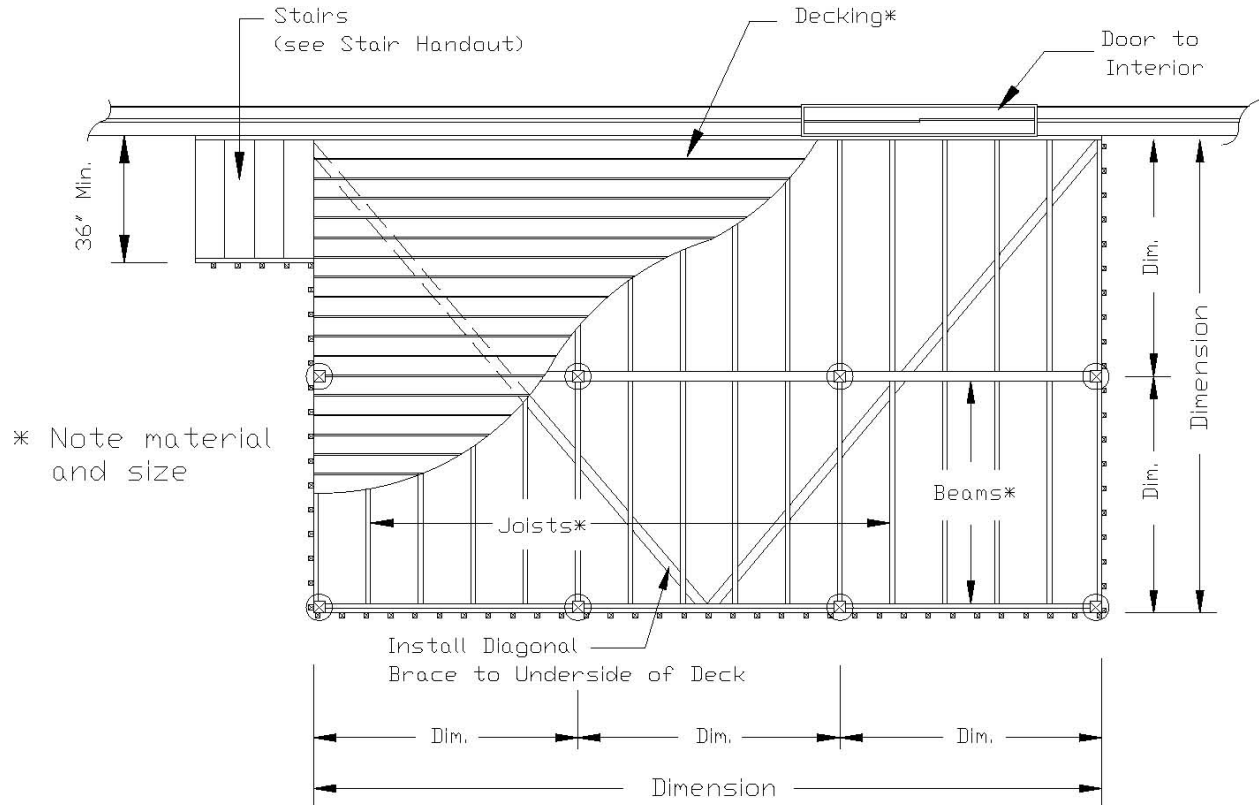 Stairs
(see Stair Handout)
Decking*
Door to
Interior
36" Min.
Dim.
Dimension
Dim.
* Note material
and size
Beams*
Joists*
Install Diagonal
Brace to Underside of Deck
Dim.
Dim.
Dim.
Dimension